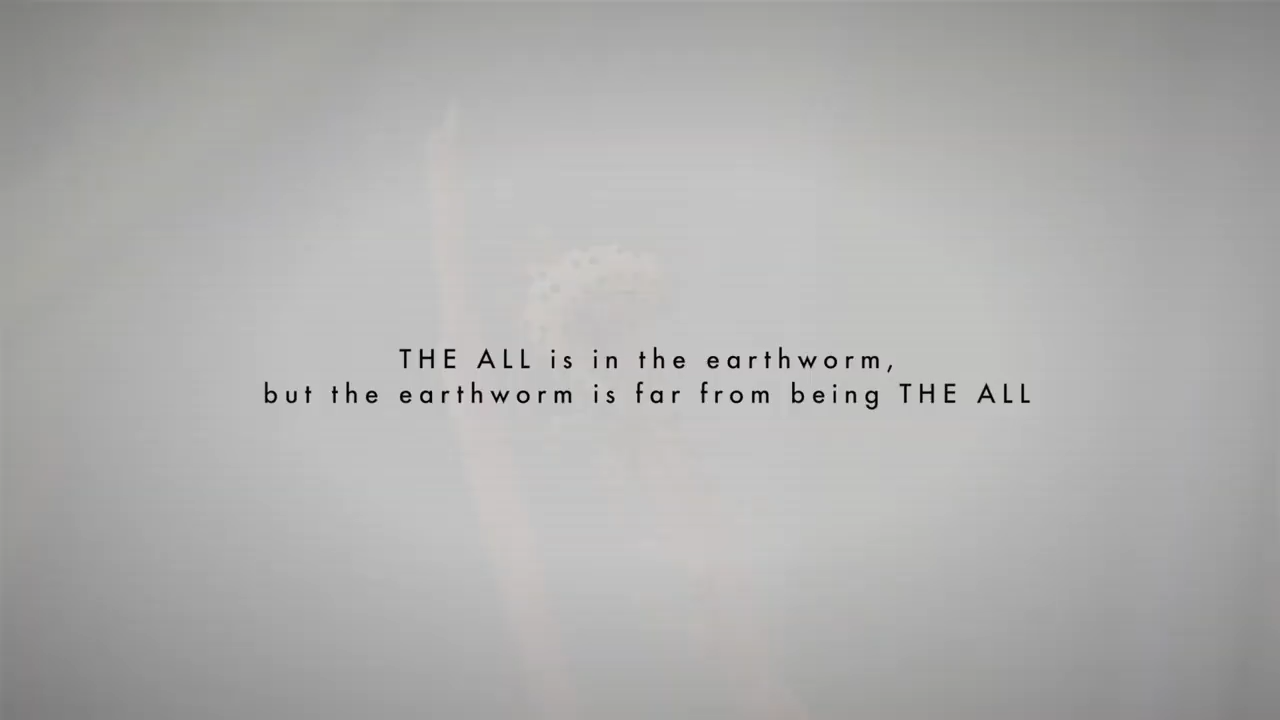 THE ALL is in the earthworm,
but the earthworm is far from being THE ALL